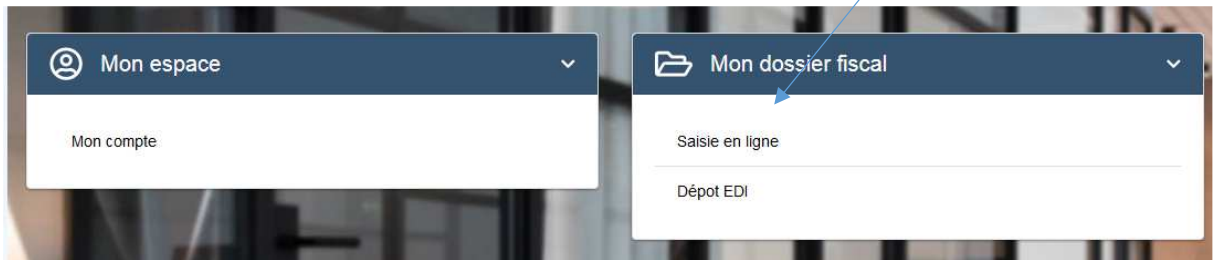 Mon espace
Mon compte
Mon dossier fiscal
Saisie en ligne
Dépot EDI